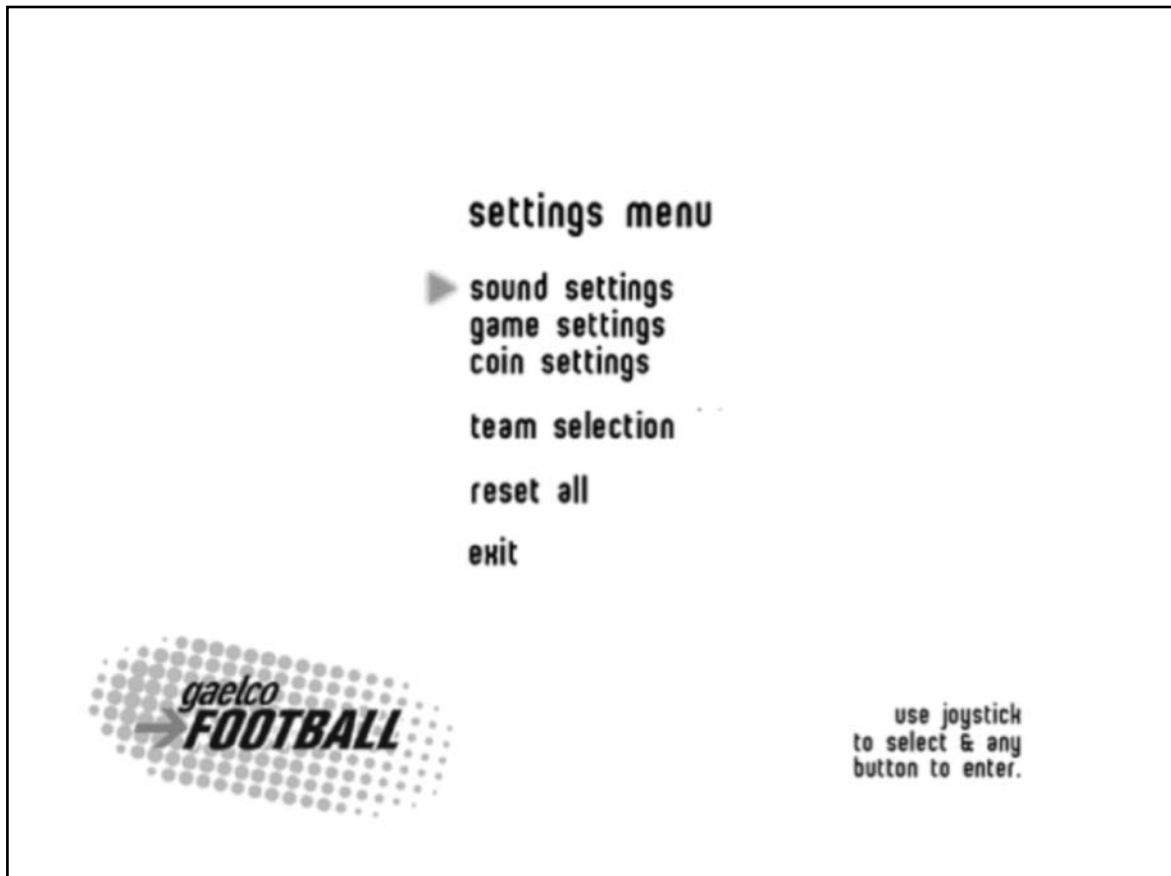 settings menu
sound settings
game settings
coin settings
team selection
reset all
exit
gaelco
FOOTBALL
use joystick
to select & any
button to enter.